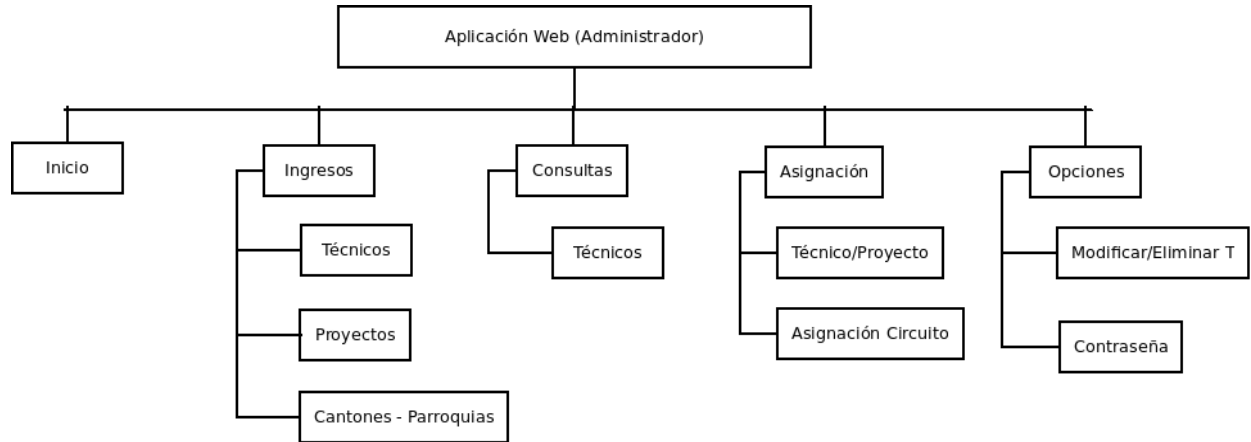 Aplicación Web (Administrador)
Inicio
Ingresos
Técnicos
Proyectos
Cantones - Parroquias
Consultas
Técnicos
Asignación
Técnico/Proyecto
Asignación Circuito
Opciones
Modificar/Eliminar T
Contraseña